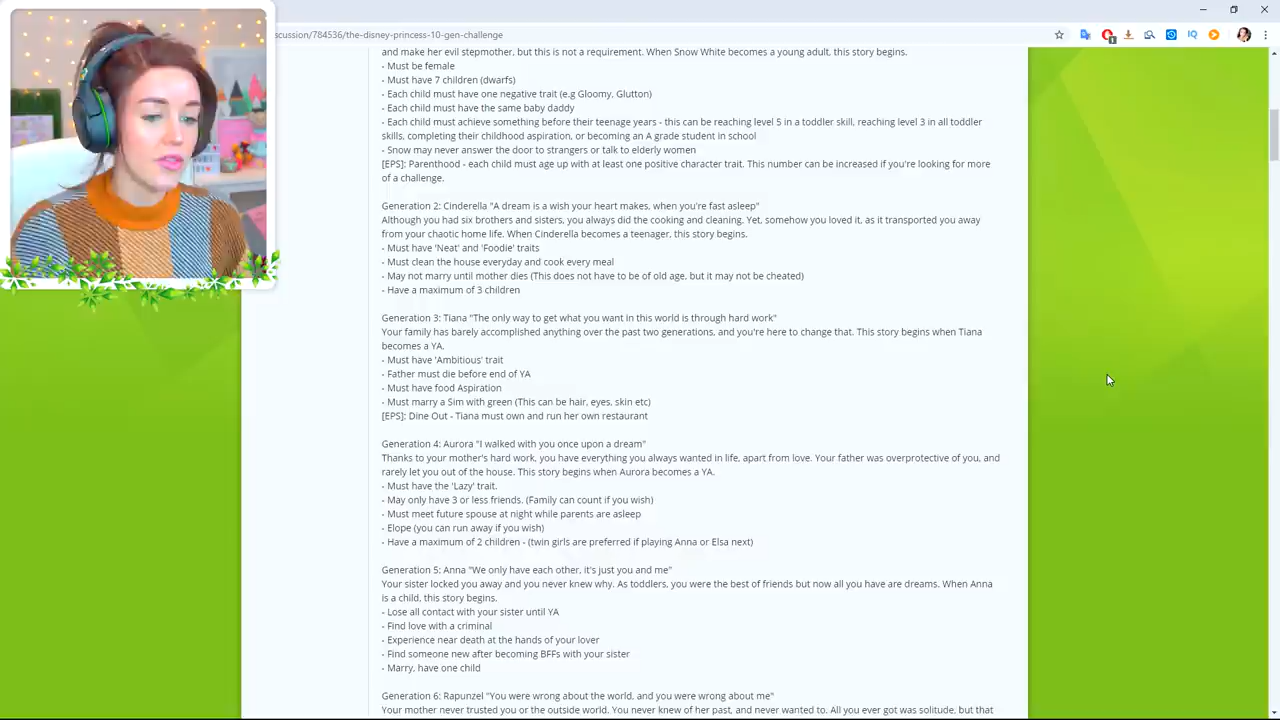 cussion/784536/the-disney-princess-10-gen-challenge
and make her evil stepmother, but this is not a requirement. When Snow White becomes a young adult, this story begins.
- Must be female
- Must have 7 children (dwarfs)
- Each child must have one negative trait (e.g Gloomy, Glutton)
- Each child must have the same baby daddy
- Each child must achieve something before their teenage years - this can be reaching level 5 in a toddler skill, reaching level 3 in all toddler
skills, completing their childhood aspiration, or becoming an A grade student in school
- Snow may never answer the door to strangers or talk to elderly women
[EPS]: Parenthood - each child must age up with at least one positive character trait. This number can be increased if you're looking for more
of a challenge.
Generation 2: Cinderella "A dream is a wish your heart makes, when you're fast asleep"
Although you had six brothers and sisters, you always did the cooking and cleaning. Yet, somehow you loved it, as it transported you away
from your chaotic home life. When Cinderella becomes a teenager, this story begins.
- Must have 'Neat' and 'Foodie' traits
- Must clean the house everyday and cook every meal
- May not marry until mother dies (This does not have to be of old age, but it may not be cheated)
- Have a maximum of 3 children
Generation 3: Tiana "The only way to get what you want in this world is through hard work"
Your family has barely accomplished anything over the past two generations, and you're here to change that. This story begins when Tiana
becomes a YA.
- Must have 'Ambitious' trait
- Father must die before end of YA
- Must have food Aspiration
- Must marry a Sim with green (This can be hair, eyes, skin etc)
[EPS]: Dine Out - Tiana must own and run her own restaurant
Generation 4: Aurora "I walked with you once upon a dream"
Thanks to your mother's hard work, you have everything you always wanted in life, apart from love. Your father was overprotective of you, and
rarely let you out of the house. This story begins when Aurora becomes a YA.
- Must have the 'Lazy' trait.
- May only have 3 or less friends. (Family can count if you wish)
- Must meet future spouse at night while parents are asleep
- Elope (you can run away if you wish)
- Have a maximum of 2 children - (twin girls are preferred if playing Anna or Elsa next)
Generation 5: Anna "We only have each other, it's just you and me"
Your sister locked you away and you never knew why. As toddlers, you were the best of friends but now all you have are dreams. When Anna
is a child, this story begins.
- Lose all contact with your sister until YA
- Find love with a criminal
- Experience near death at the hands of your lover
- Find someone new after becoming BFFs with your sister
- Marry, have one child
Generation 6: Rapunzel "You were wrong about the world, and you were wrong about me"
Your mother never trusted you or the outside world. You never knew of her past, and never wanted to. All you ever got was solitude, but that